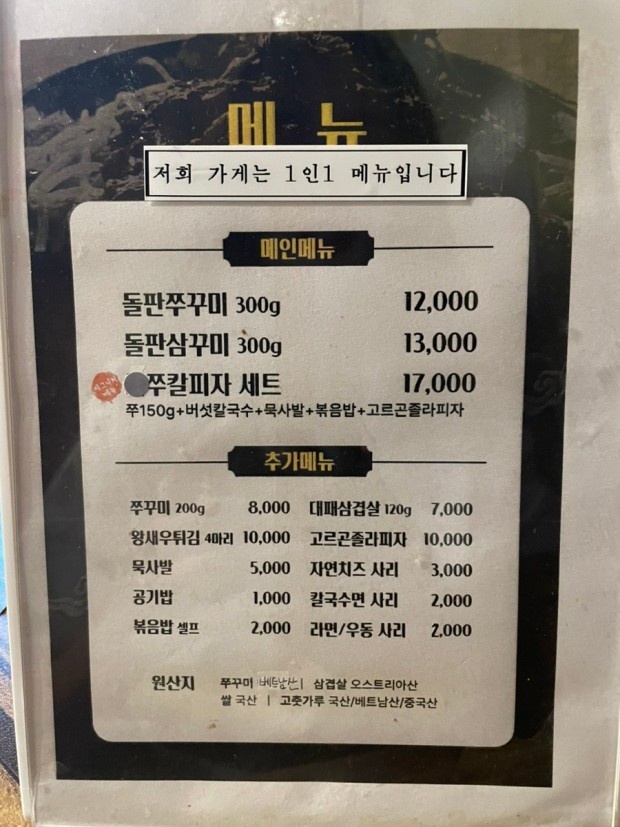 메 뉴
저희 가게는 1인1 메뉴입니다
메인메뉴
돌판쭈꾸미 300g 12,000
돌판삼꾸미 300g 13,000
쭈칼피자 세트 17,000
쭈150g+버섯칼국수+묵사발+볶음밥+고르곤졸라피자
추가메뉴
쭈꾸미 200g 8,000 대패삼겹살 120g 7,000
왕새우튀김 4마리 10,000 고르곤졸라피자 10,000
묵사발 5,000 자연치즈 사리 3,000
공기밥 1,000 칼국수면 사리 2,000
볶음밥 셀프 2,000 라면/우동 사리 2,000
원산지 쭈꾸미 베트남산 | 삼겹살 오스트리아산
쌀 국산 | 고춧가루 국산/베트남산/중국산